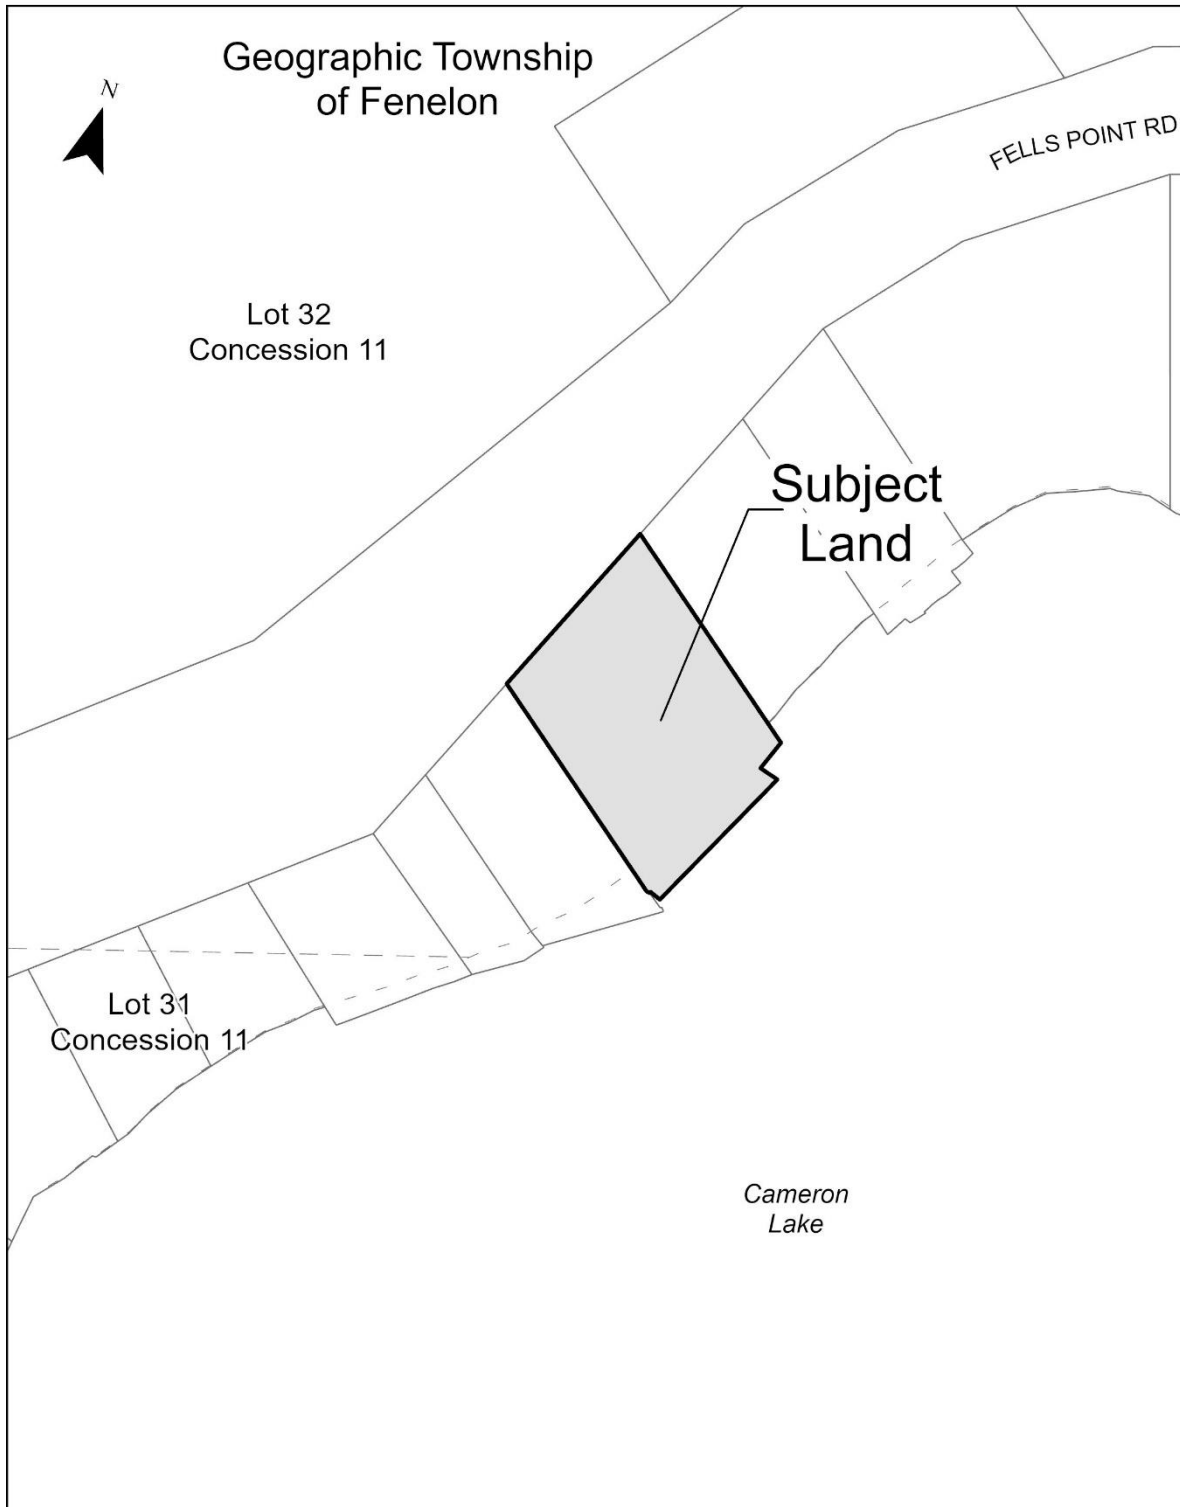 Geographic Township
of Fenelon
N
FELLS POINT RD
Lot 32
Concession 11
Subject
Land
Lot 31
Concession 11
Cameron
Lake